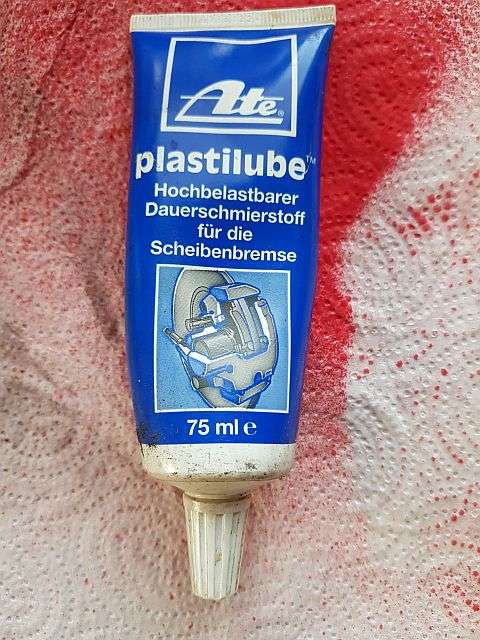 Ate®
plastilube™
Hochbelastbarer
Dauerschmierstoff
für die
Scheibenbremse
75 ml e